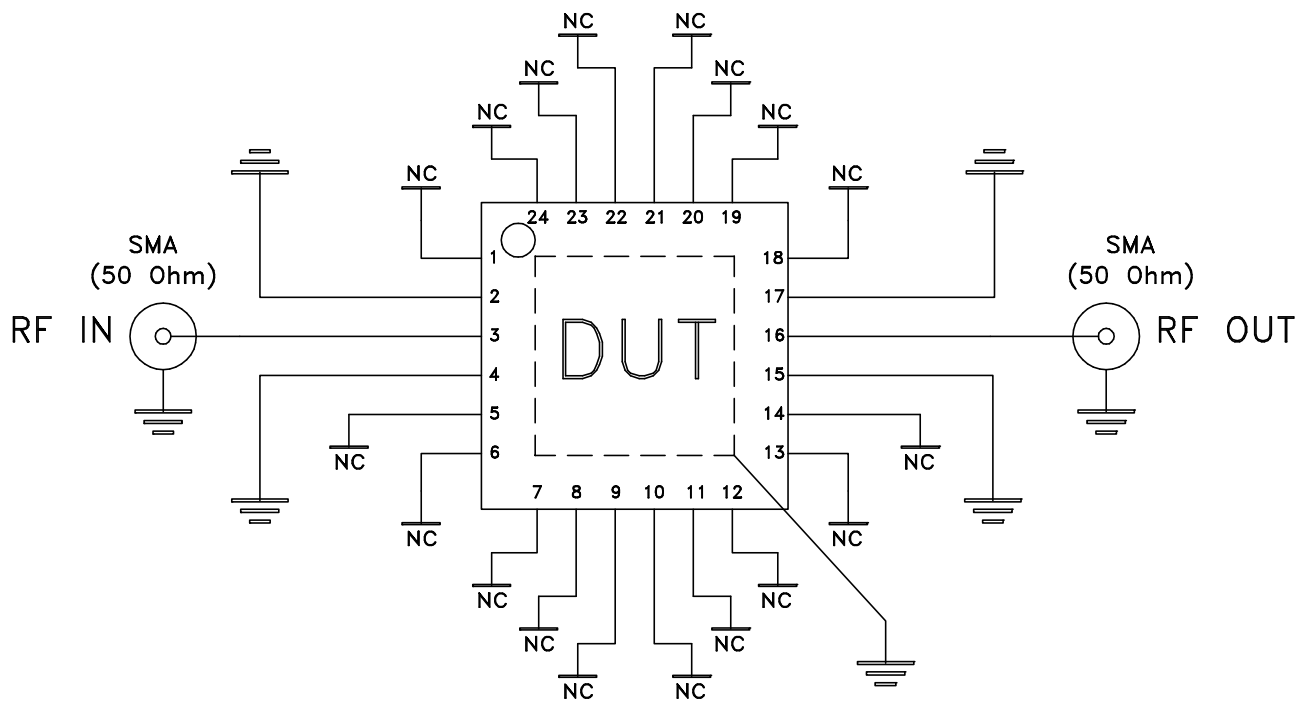 NC NC
NC NC
NC NC
NC NC
24 23 22 21 20 19
SMA
(50 Ohm)
SMA
(50 Ohm)
1 18
2 17
RF IN 3 16 RF OUT
DUT
4 15
5 14
6 13
NC NC
7 8 9 10 11 12
NC NC
NC NC
NC NC
NC NC